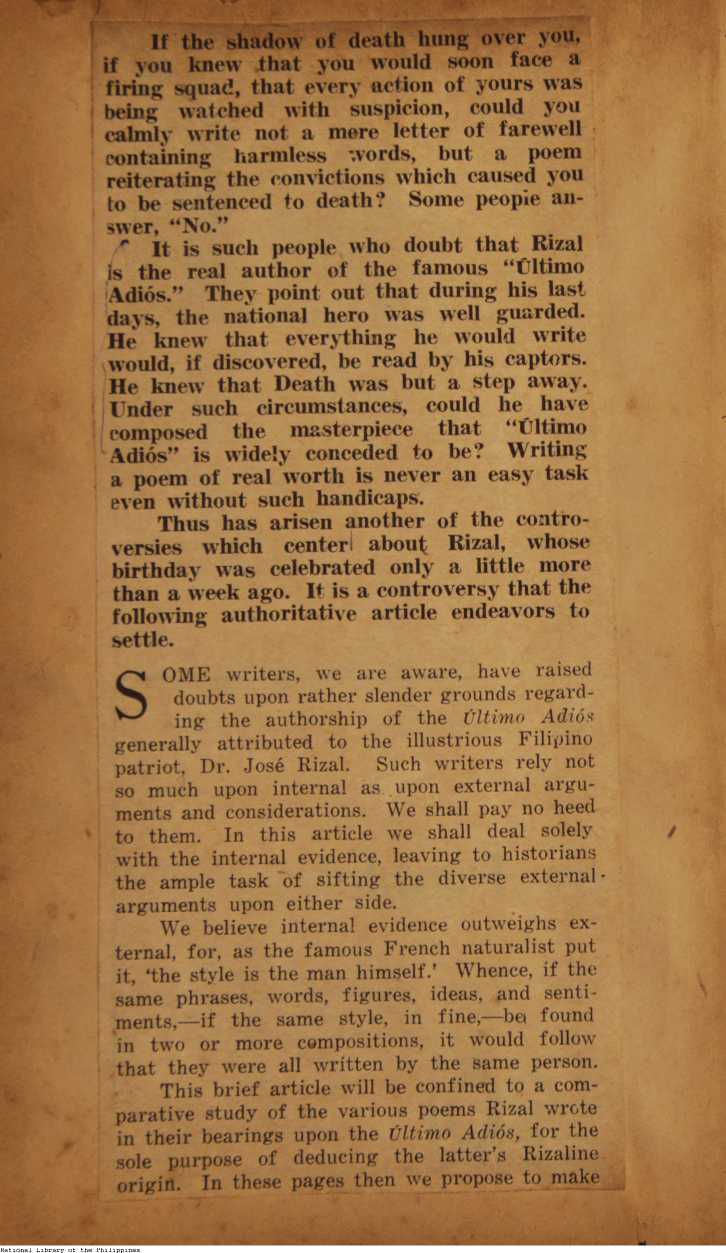 If the shadow of death hung over you,
if you knew that you would soon face a
firing squad, that every action of yours was
being watched with suspicion, could you
calmly write not a mere letter of farewell
containing harmless words, but a poem
reiterating the convictions which caused you
to be sentenced to death? Some people an-
swer, “No.”
It is such people who doubt that Rizal
is the real author of the famous “Último
Adiós.” They point out that during his last
days, the national hero was well guarded.
He knew that everything he would write
would, if discovered, be read by his captors.
He knew that Death was but a step away.
Under such circumstances, could he have
composed the masterpiece that “Último
Adiós” is widely conceded to be? Writing
a poem of real worth is never an easy task
even without such handicaps.
Thus has arisen another of the contro-
versies which center about Rizal, whose
birthday was celebrated only a little more
than a week ago. It is a controversy that the
following authoritative article endeavors to
settle.
SOME writers, we are aware, have raised
doubts upon rather slender grounds regard-
ing the authorship of the Último Adiós
generally attributed to the illustrious Filipino
patriot, Dr. José Rizal. Such writers rely not
so much upon internal as upon external argu-
ments and considerations. We shall pay no heed
to them. In this article we shall deal solely
with the internal evidence, leaving to historians
the ample task of sifting the diverse external
arguments upon either side.
We believe internal evidence outweighs ex-
ternal, for, as the famous French naturalist put
it, ‘the style is the man himself.’ Whence, if the
same phrases, words, figures, ideas, and senti-
ments,—if the same style, in fine,—be found
in two or more compositions, it would follow
that they were all written by the same person.
This brief article will be confined to a com-
parative study of the various poems Rizal wrote
in their bearings upon the Último Adiós, for the
sole purpose of deducing the latter’s Rizaline
origin. In these pages then we propose to make
National Library of the Philippines